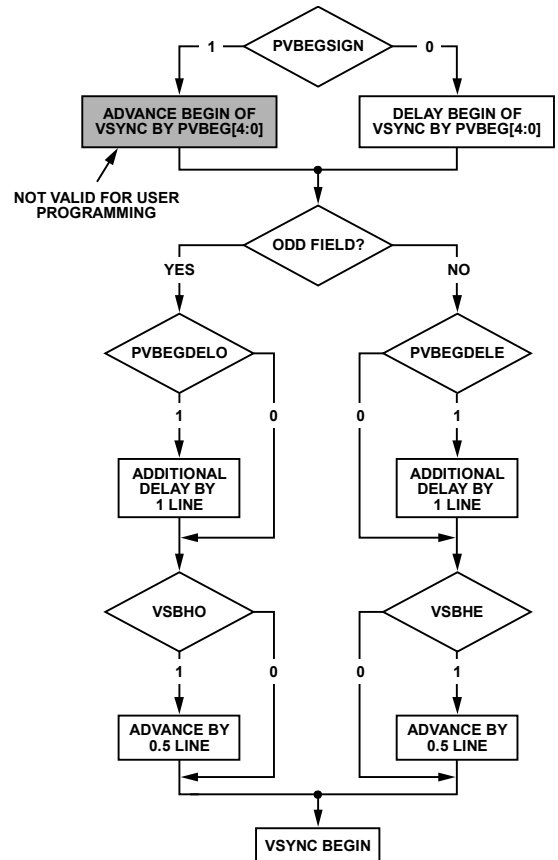 PVBEGSIGN
1
0
ADVANCE BEGIN OF
VSYNC BY PVBEG[4:0]
DELAY BEGIN OF
VSYNC BY PVBEG[4:0]
NOT VALID FOR USER
PROGRAMMING
ODD FIELD?
YES
NO
PVBEGDELO
PVBEGDELE
1
0
0
1
ADDITIONAL
DELAY BY
1 LINE
ADDITIONAL
DELAY BY
1 LINE
VSBHO
VSBHE
1
0
0
1
ADVANCE BY
0.5 LINE
ADVANCE BY
0.5 LINE
VSYNC BEGIN